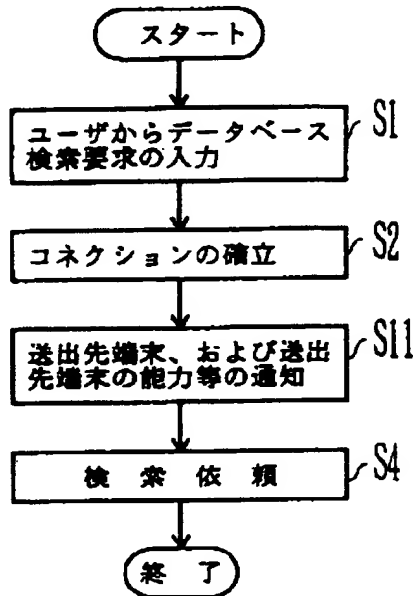 スタート
ユーザからデータベース S1
検索要求の入力
コネクションの確立 S2
送出先端末、および送出 S11
先端末の能力等の通知
検索依頼 S4
終了